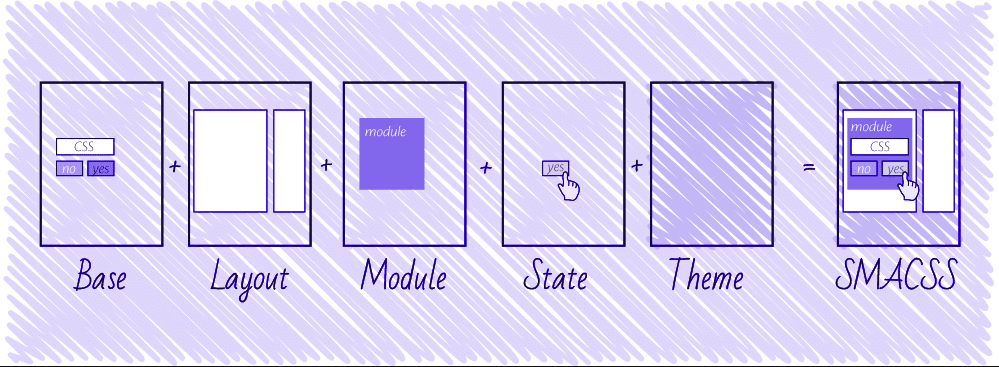 CSS
no yes
+
+
module
+
yes
+
=
module
CSS
no yes
Base Layout Module State Theme SMACSS